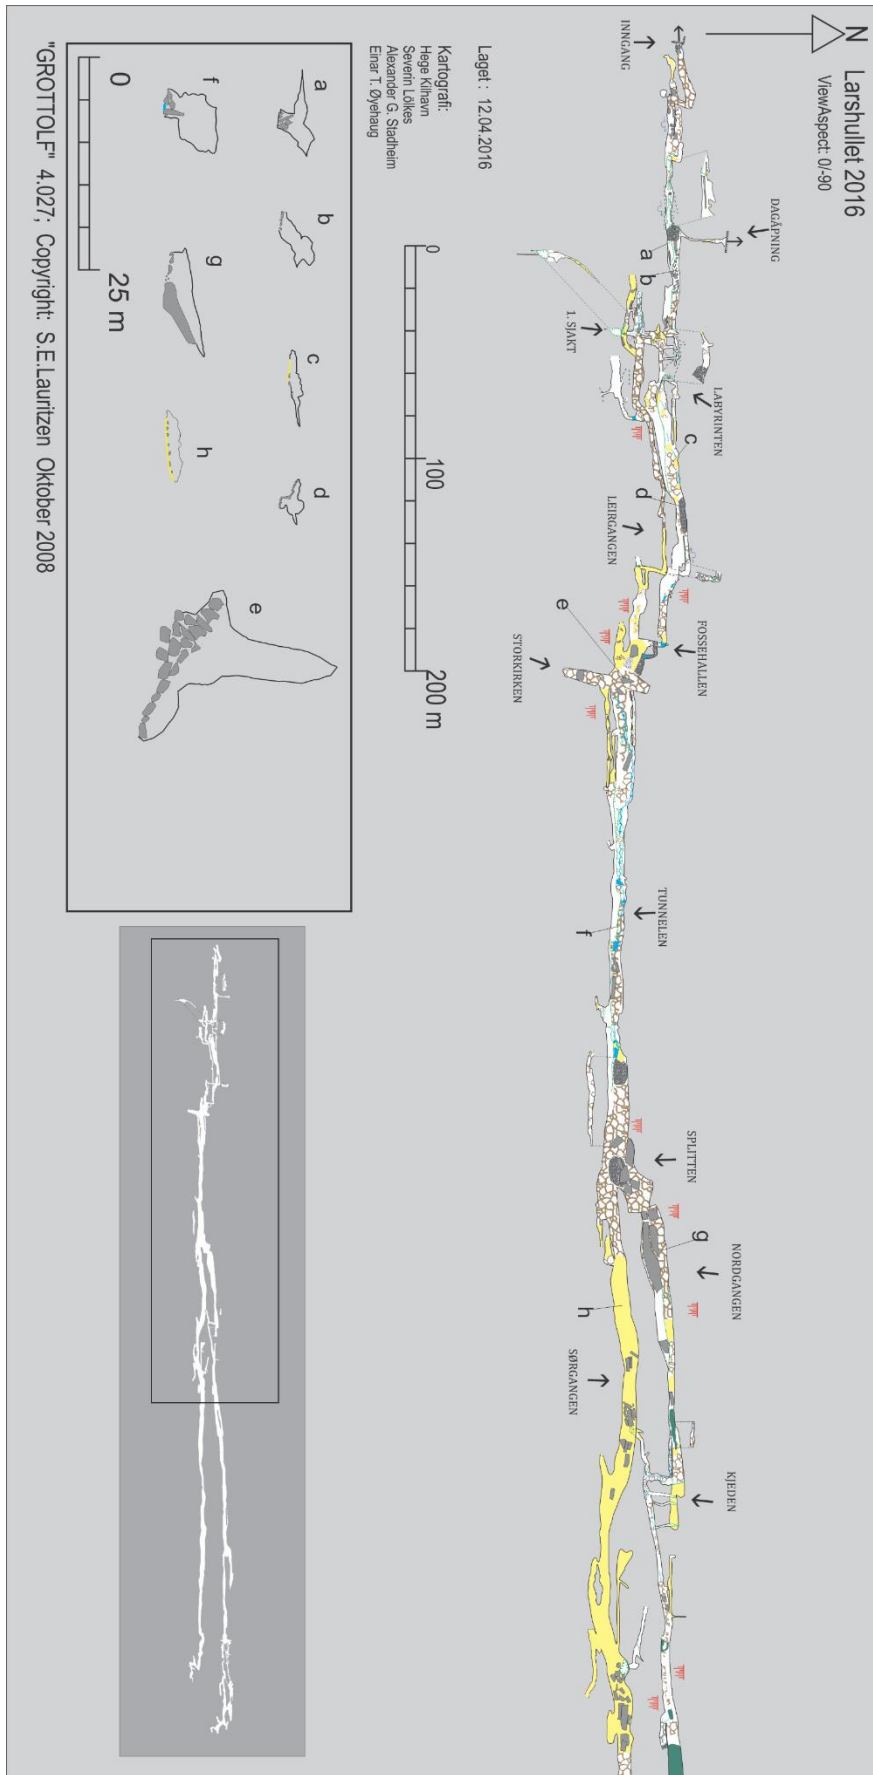 N
Larshullet 2016
ViewAspect: 0/-90
INNGANG
DAGÅPNING
a
b
1. SJAKT
LABYRINTEN
c
d
LEIRGANGEN
FOSSEHALLEN
e
STORKIRKEN
TUNNELEN
f
SPLITTEN
g
NORDGANGEN
h
SØRGANGEN
KJEDEN
Laget : 12.04.2016
Kartografi:
Hege Kilhavn
Severin Lölkes
Alexander G. Stadheim
Einar T. Øyehaug
0
100
200 m
a
b
c
d
e
f
g
h
0
25 m
"GROTTOLF" 4.027; Copyright: S.E.Lauritzen Oktober 2008